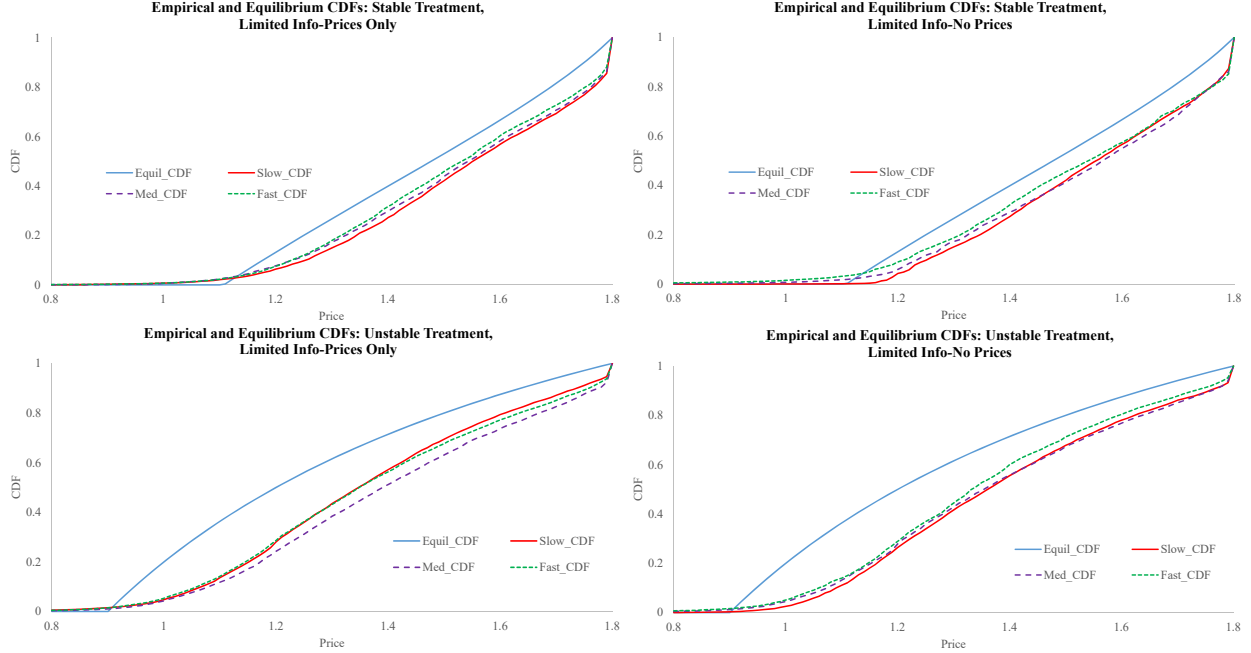 Empirical and Equilibrium CDFs: Stable Treatment,
Limited Info-Prices Only
1
0.8
0.6
0.4
0.2
0
CDF
Equil_CDF
Slow_CDF
Med_CDF
Fast_CDF
0.8
1
1.2
1.4
1.6
1.8
Price
Empirical and Equilibrium CDFs: Stable Treatment,
Limited Info-No Prices
1
0.8
0.6
0.4
0.2
0
CDF
Equil_CDF
Slow_CDF
Med_CDF
Fast_CDF
0.8
1
1.2
1.4
1.6
1.8
Price
Empirical and Equilibrium CDFs: Unstable Treatment,
Limited Info-Prices Only
1
0.8
0.6
0.4
0.2
0
CDF
Equil_CDF
Slow_CDF
Med_CDF
Fast_CDF
0.8
1
1.2
1.4
1.6
1.8
Price
Empirical and Equilibrium CDFs: Unstable Treatment,
Limited Info-No Prices
1
0.8
0.6
0.4
0.2
0
CDF
Equil_CDF
Slow_CDF
Med_CDF
Fast_CDF
0.8
1
1.2
1.4
1.6
1.8
Price